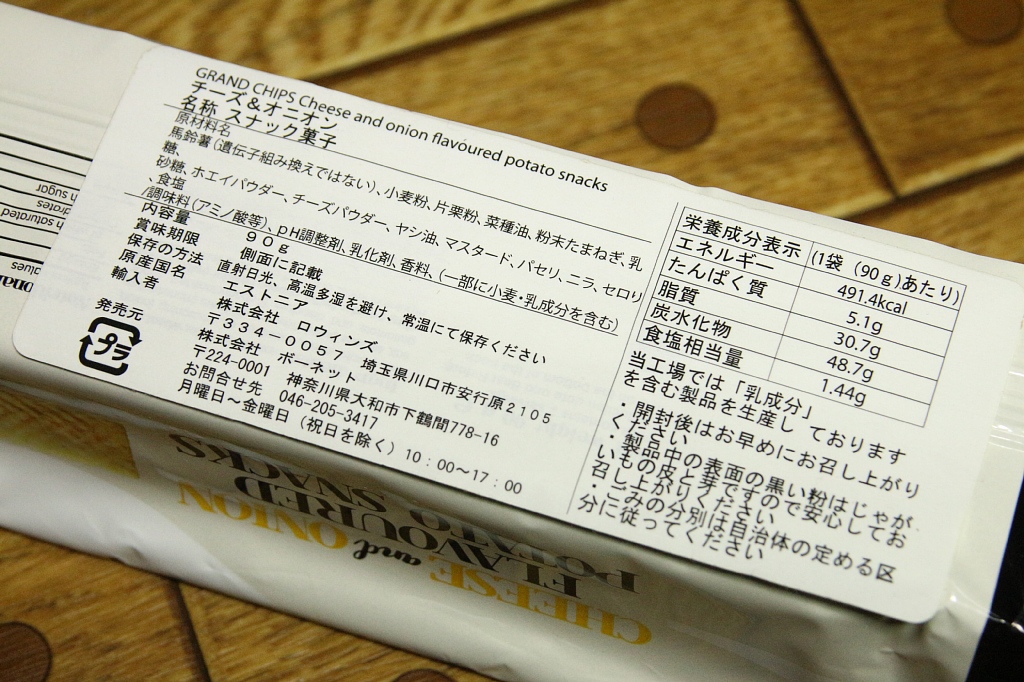 GRAND CHIPS Cheese and onion flavoured potato snacks
チーズ&オニオン
名称 スナック菓子
原材料名
馬鈴薯(遺伝子組み換えではない)、小麦粉、片栗粉、菜種油、粉末たまねぎ、乳
糖、
砂糖、ホエイパウダー、チーズパウダー、ヤシ油、マスタード、パセリ、ニラ、セロリ
、食塩
/調味料(アミノ酸等)、pH調整剤、乳化剤、香料、(一部に小麦・乳成分を含む)
内容量 90g
賞味期限 側面に記載
保存の方法 直射日光、高温多湿を避け、常温にて保存ください
原産国名 エストニア
輸入者 株式会社 ロウィンズ
〒334-0057 埼玉県川口市安行原2105
発売元 株式会社 ボーネット
〒224-0001 神奈川県大和市下鶴間778-16
お問合せ先 046-205-3417
月曜日~金曜日(祝日を除く)10:00~17:00
プラ
栄養成分表示 (1袋(90g)あたり)
エネルギー 491.4kcal
たんぱく質 5.1g
脂質 30.7g
炭水化物 48.7g
食塩相当量 1.44g
当工場では「乳成分」
を含む製品を生産しております
・開封後はお早めにお召し上がり
ください
・製品中の表面の黒い粉はじゃが
いもの皮と芽ですので安心してお
召し上がりください
・ごみの分別は自治体の定める区
分に従ってください
CHEESE
and ONION
FLAVOURED
POTATO SNACKS